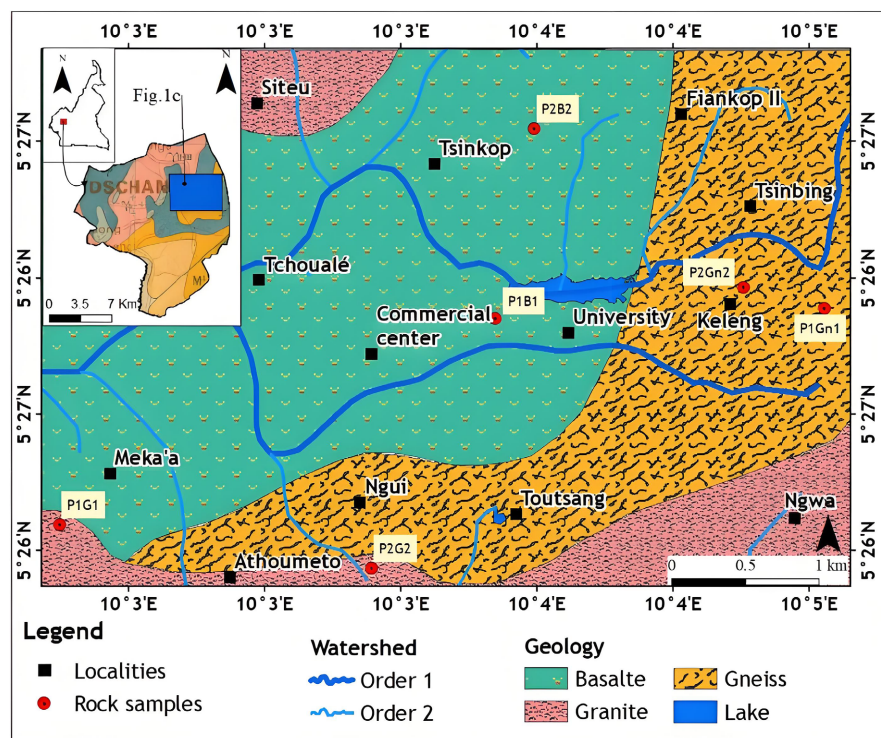 N
N
Fig.1c
DSCHAN
0 3.5 7 Km
Siteu
P2B2
Fiankop II
Tsinkop
Tsinbing
Tchoualé
P2Gn2
P1B1
Commercial
center
University
Keleng
P1Gn1
Meka'a
Ngui
Toutsang
Ngwa
P1G1
P2G2
Athoumeto
N
0 0.5 1 km
5°27'N
5°26'N
5°27'N
5°26'N
5°27'N
5°26'N
5°27'N
5°26'N
10°3'E 10°3'E 10°3'E 10°4'E 10°4'E 10°5'E
10°3'E 10°3'E 10°3'E 10°4'E 10°4'E 10°5'E
Legend
Localities
Rock samples
Watershed
Order 1
Order 2
Geology
Basalte Gneiss
Granite Lake